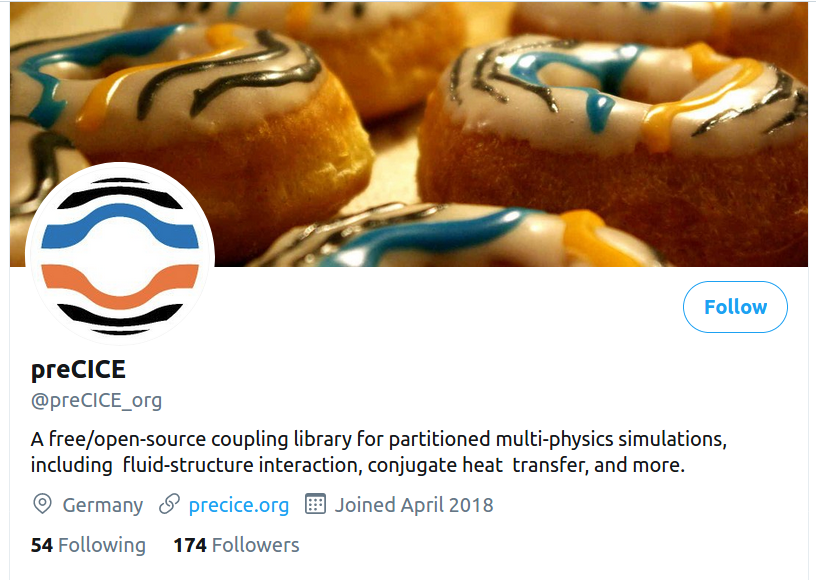 Follow
preCICE
@preCICE_org
A free/open-source coupling library for partitioned multi-physics simulations,
including fluid-structure interaction, conjugate heat transfer, and more.
Germany precice.org Joined April 2018
54 Following 174 Followers